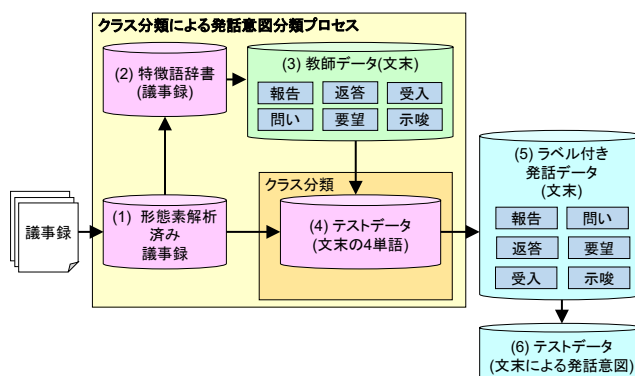 クラス分類による発話意図分類プロセス
(2) 特徴語辞書
(議事録)
(3) 教師データ(文末)
報告
返答
受入
問い
要望
示唆
議事録
(1) 形態素解析
済み
議事録
クラス分類
(4) テストデータ
(文末の4単語)
(5) ラベル付き
発話データ
(文末)
報告
問い
返答
要望
受入
示唆
(6) テストデータ
(文末による発話意図)